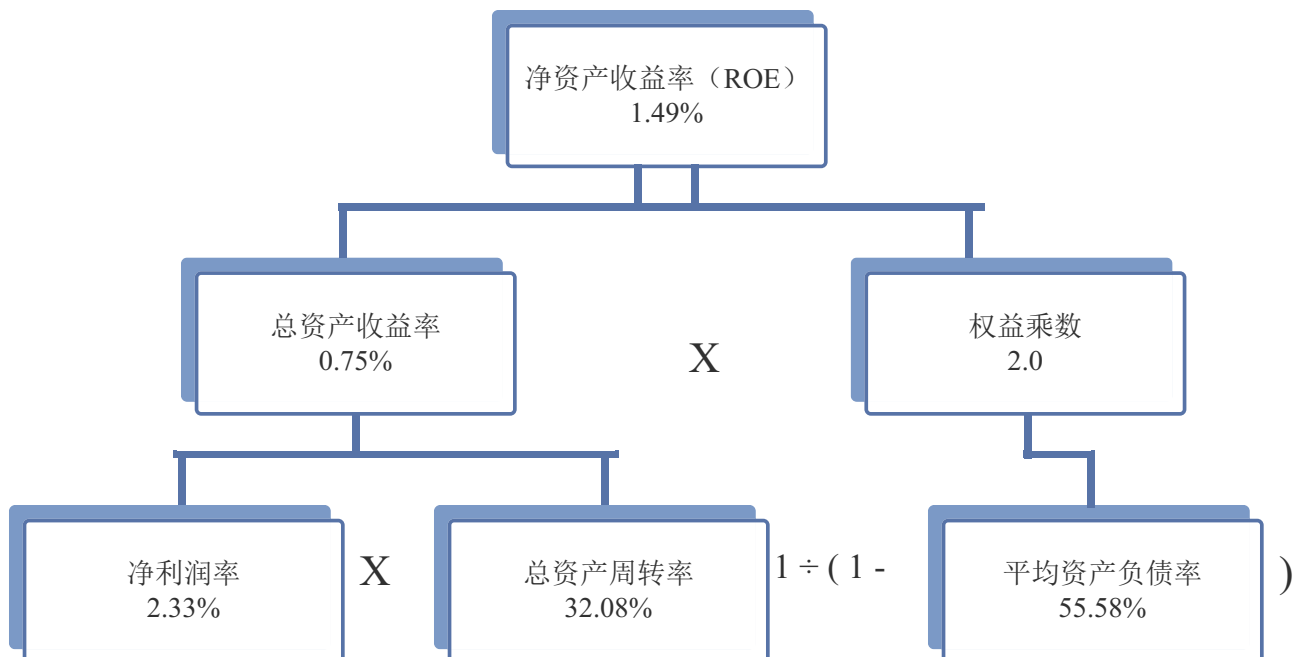 净资产收益率（ROE）
1.49%
总资产收益率
0.75%
X
权益乘数
2.0
净利润率
2.33%
X
总资产周转率
32.08%
1 ÷ ( 1 -
平均资产负债率
55.58%
)